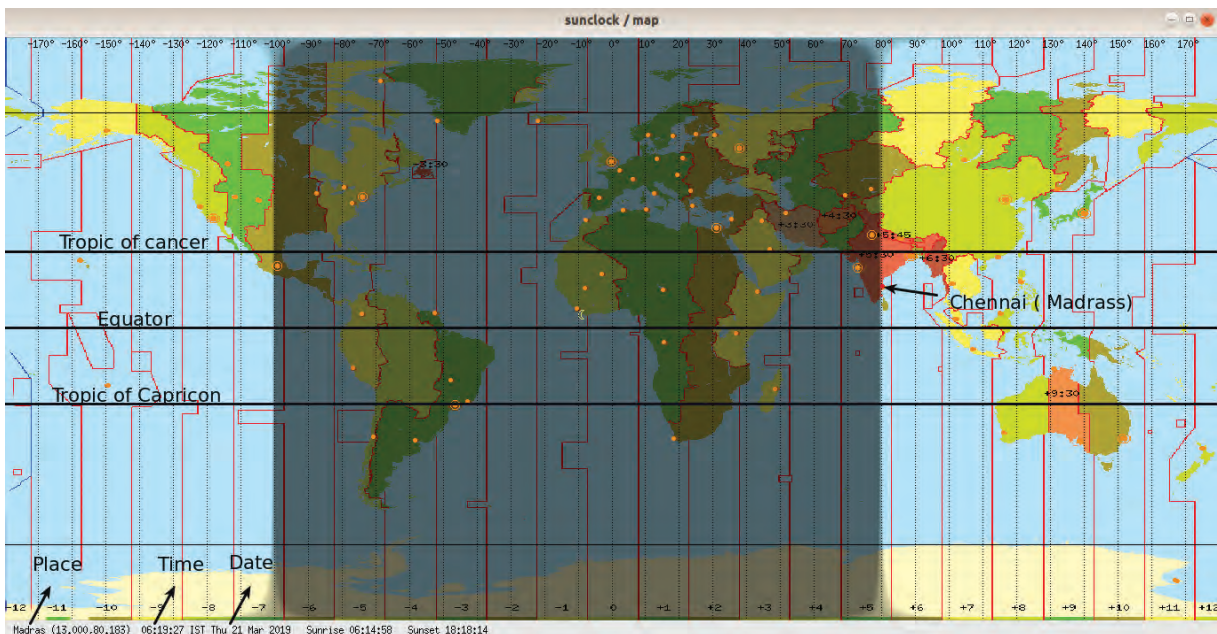 sunclock / map
-170° -160° -150° -140° -130° -120° -110° -100° -90° -80° -70° -60° -50° -40° -30° -20° -10° 0° 10° 20° 30° 40° 50° 60° 70° 80° 90° 100° 110° 120° 130° 140° 150° 160° 170°
-3:30
+3:30
+4:30
+5:45
+5:30
+6:30
Tropic of cancer
Chennai ( Madrass)
Equator
Tropic of Capricon
+9:30
Place
Time
Date
-12 -11 -10 -9 -8 -7 -6 -5 -4 -3 -2 -1 +0 +1 +2 +3 +4 +5 +6 +7 +8 +9 +10 +11 +12
Madras (13.000,80.183) 06:19:27 IST Thu 21 Mar 2019 Sunrise 06:14:58 Sunset 18:18:14